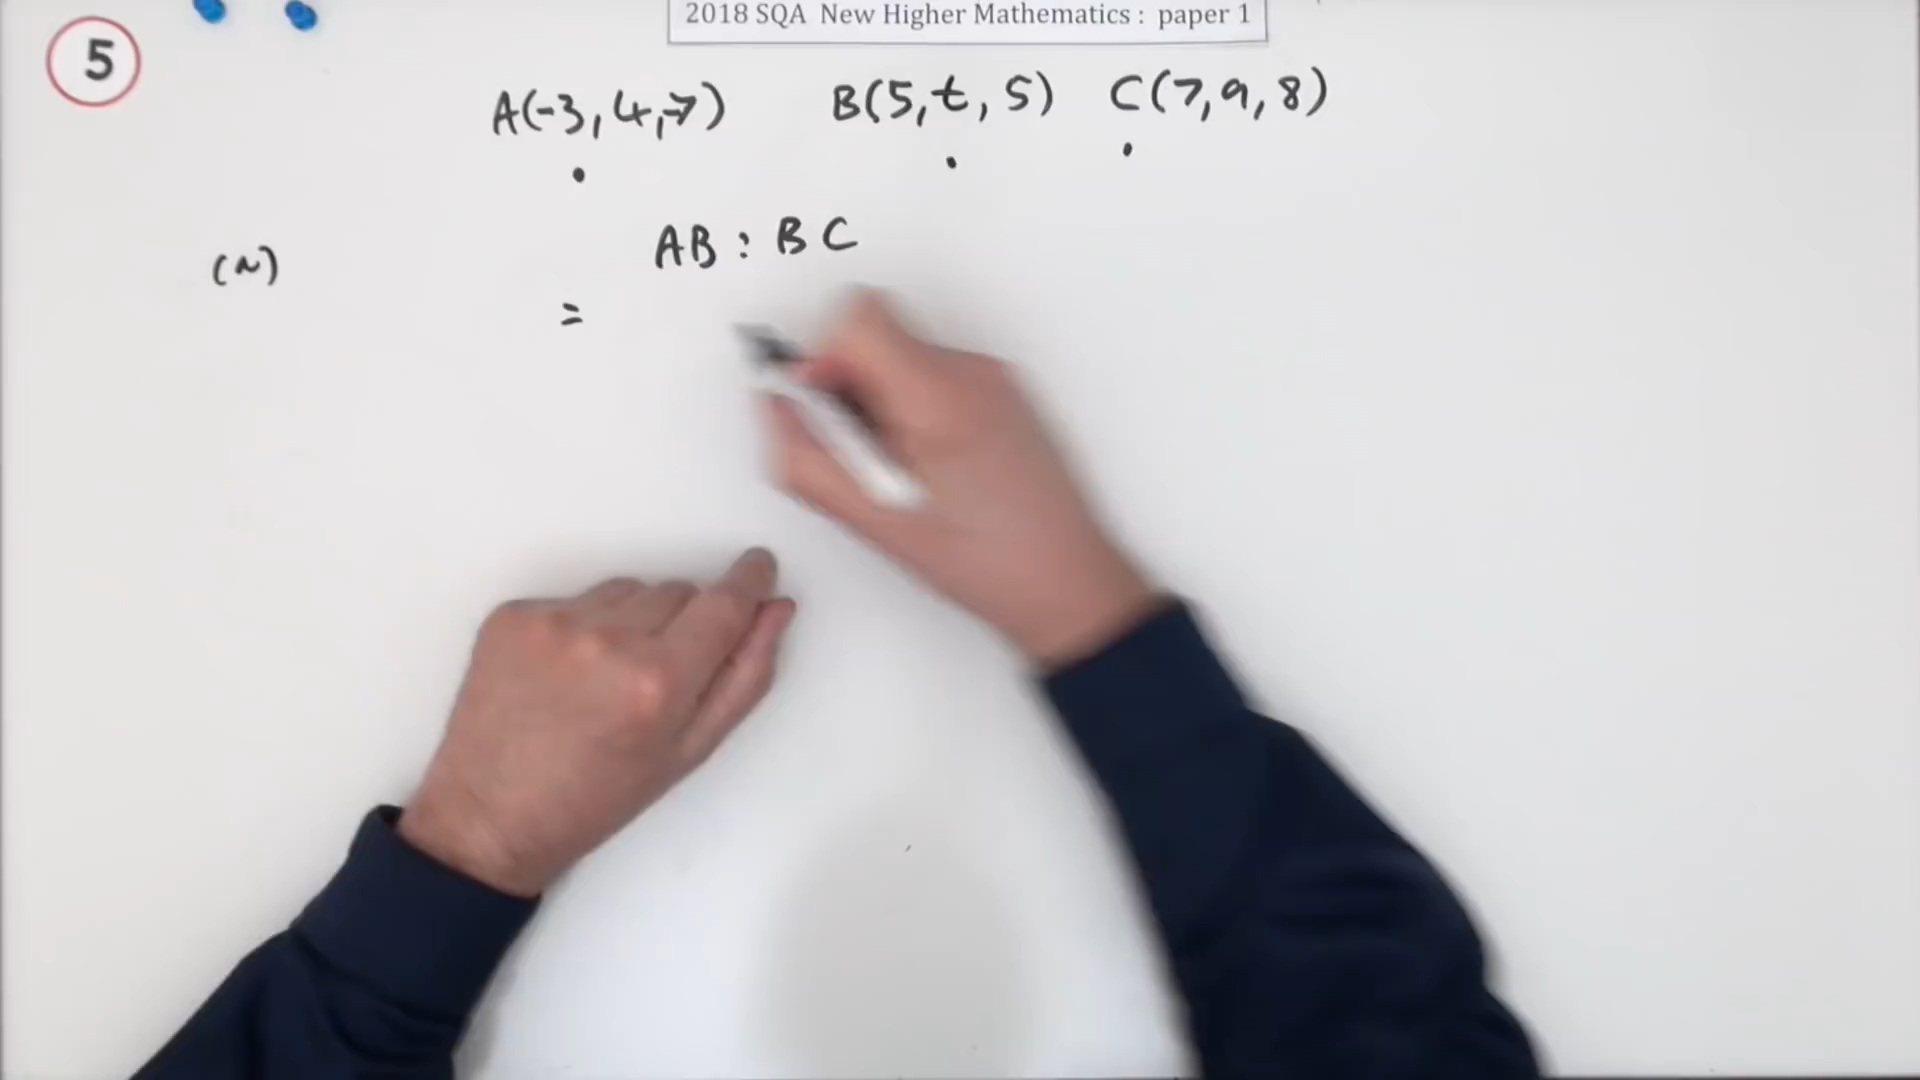 2018 SQA New Higher Mathematics : paper 1
5
A(-3, 4, -7) B(5, t, 5) C(7, 9, 8)
(a) AB : BC
=